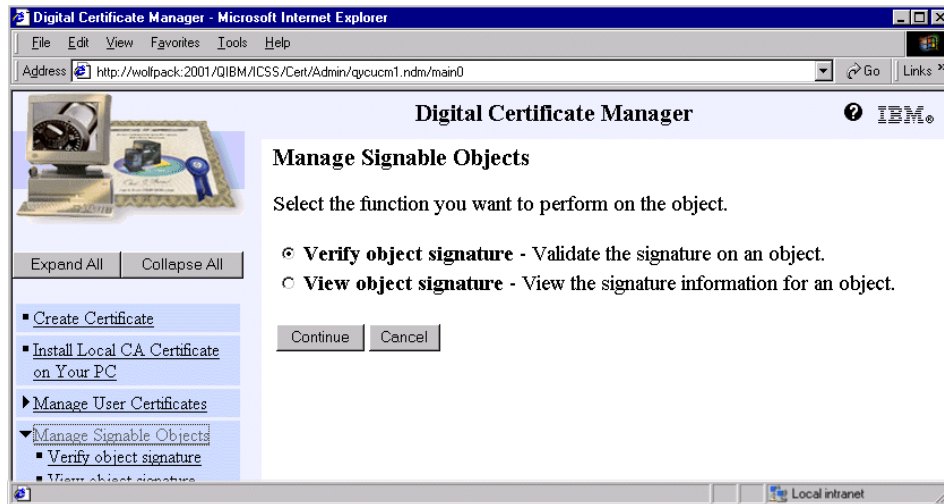 Digital Certificate Manager - Microsoft Internet Explorer
File Edit View Favorites Tools Help
Address http://wolfpack:2001/QIBM/ICSS/Cert/Admin/qycucm1.ndm/main0 Go Links »
Digital Certificate Manager
IBM®
Manage Signable Objects
Select the function you want to perform on the object.
Verify object signature - Validate the signature on an object.
View object signature - View the signature information for an object.
Continue Cancel
Expand All Collapse All
Create Certificate
Install Local CA Certificate
on Your PC
Manage User Certificates
Manage Signable Objects
Verify object signature
View object signature
Local intranet